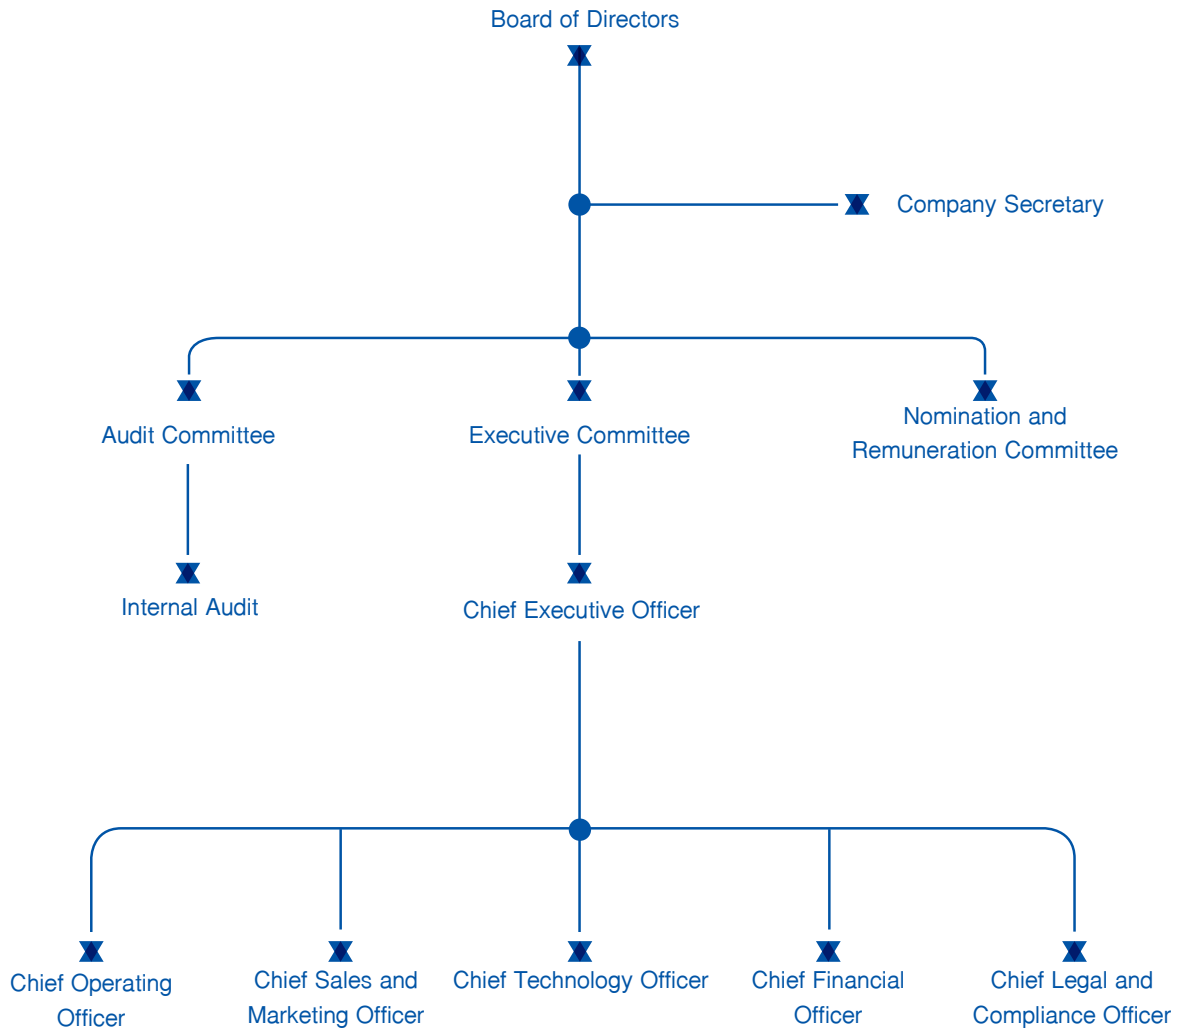 Board of Directors
Company Secretary
Audit Committee
Executive Committee
Nomination and
Remuneration Committee
Internal Audit
Chief Executive Officer
Chief Operating
Officer
Chief Sales and
Marketing Officer
Chief Technology Officer
Chief Financial
Officer
Chief Legal and
Compliance Officer